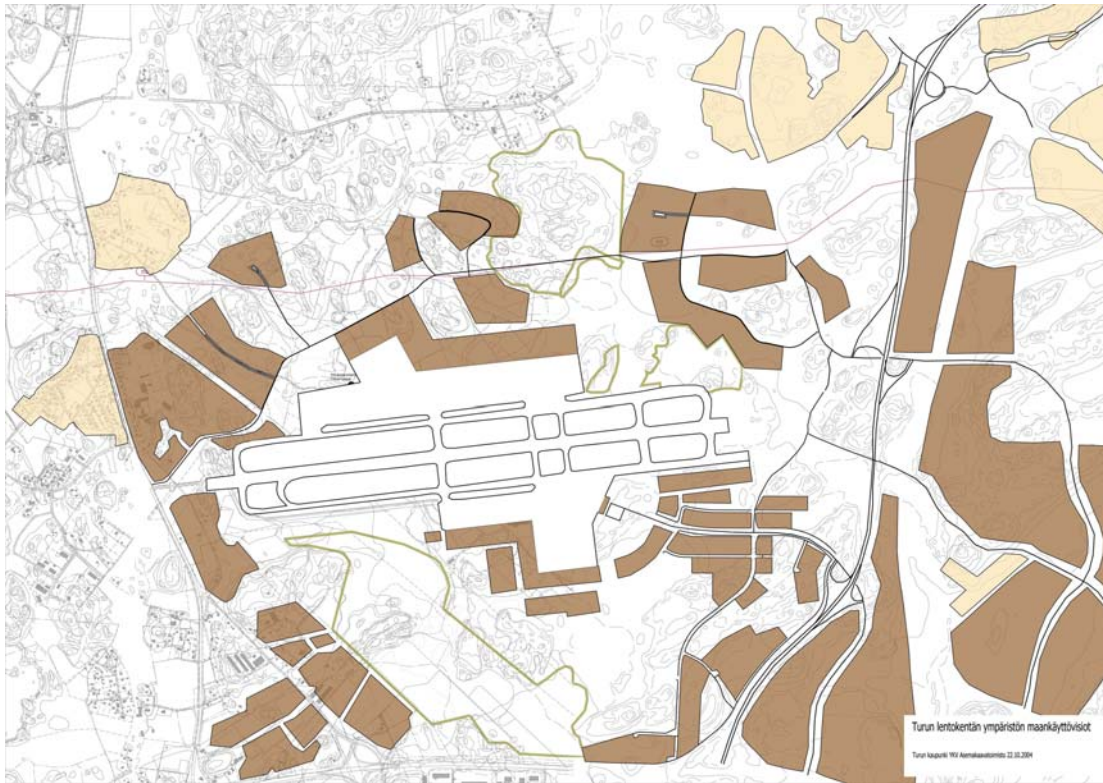 Turun lentokentän ympäristön maankäyttövisiot
Turun kaupunki YKV Asemakaavatoimisto 22.10.2004